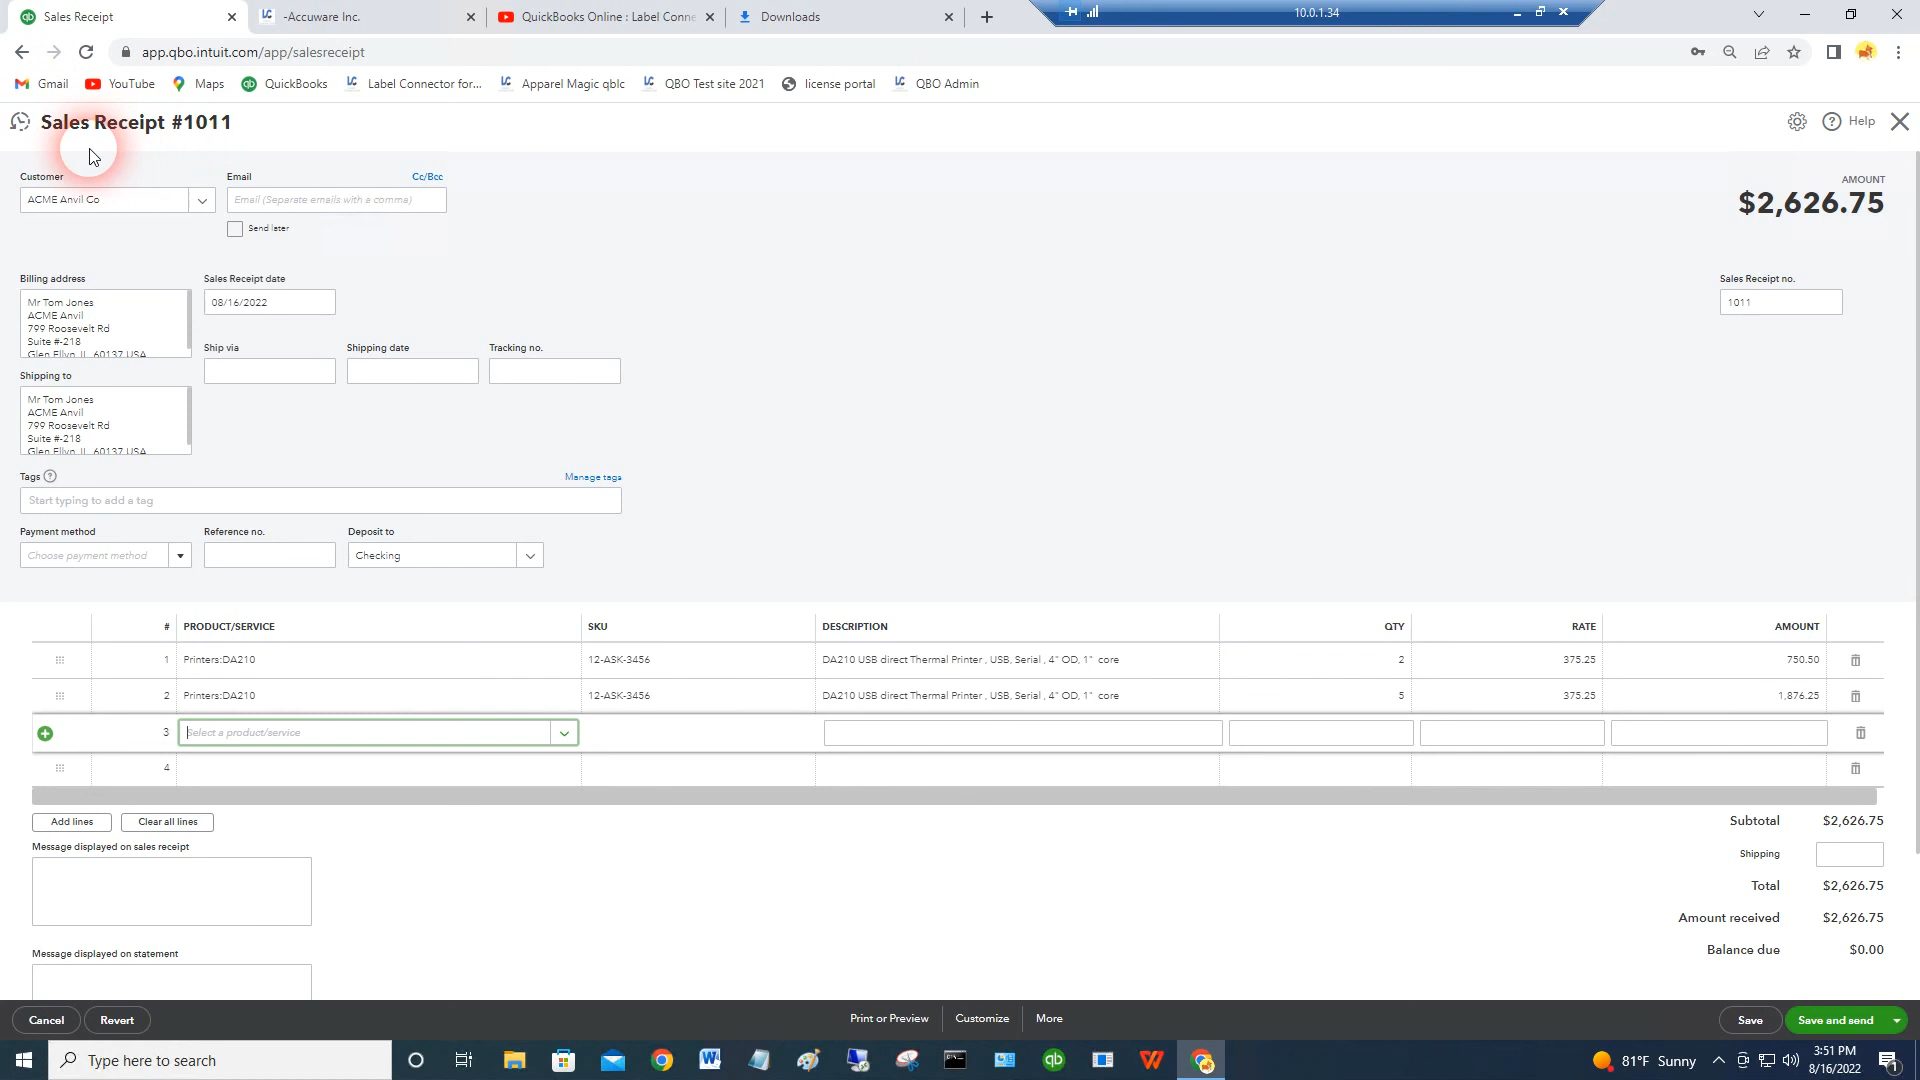 Sales Receipt
-Accuware Inc.
QuickBooks Online : Label Conne
Downloads
10.0.1.34
app.qbo.intuit.com/app/salesreceipt
Gmail
YouTube
Maps
QuickBooks
Label Connector for...
Apparel Magic qblc
QBO Test site 2021
license portal
QBO Admin
Sales Receipt #1011
Help
Customer
Email
Cc/Bcc
AMOUNT
ACME Anvil Co
Email (Separate emails with a comma)
$2,626.75
Send later
Billing address
Sales Receipt date
Sales Receipt no.
Mr Tom Jones
ACME Anvil
799 Roosevelt Rd
Suite #-218
Glen Ellyn, IL 60137 USA
08/16/2022
1011
Ship via
Shipping date
Tracking no.
Shipping to
Mr Tom Jones
ACME Anvil
799 Roosevelt Rd
Suite #-218
Glen Ellyn, IL 60137 USA
Tags
Manage tags
Start typing to add a tag
Payment method
Reference no.
Deposit to
Choose payment method
Checking
# PRODUCT/SERVICE SKU DESCRIPTION QTY RATE AMOUNT
1 Printers:DA210 12-ASK-3456 DA210 USB direct Thermal Printer , USB, Serial , 4" OD, 1" core 2 375.25 750.50
2 Printers:DA210 12-ASK-3456 DA210 USB direct Thermal Printer , USB, Serial , 4" OD, 1" core 5 375.25 1,876.25
3 Select a product/service
4
Add lines
Clear all lines
Subtotal $2,626.75
Message displayed on sales receipt
Shipping
Total $2,626.75
Amount received $2,626.75
Balance due $0.00
Message displayed on statement
Cancel
Revert
Print or Preview
Customize
More
Save
Save and send
Type here to search
81°F Sunny
3:51 PM
8/16/2022
1